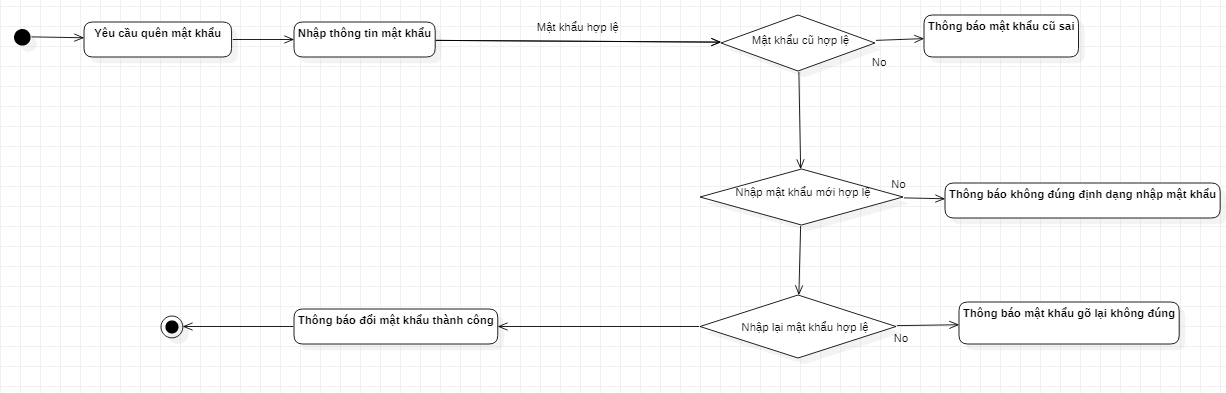 Yêu cầu quên mật khẩu
Nhập thông tin mật khẩu
Mật khẩu hợp lệ
Mật khẩu cũ hợp lệ
No
Thông báo mật khẩu cũ sai
Nhập mật khẩu mới hợp lệ
No
Thông báo không đúng định dạng nhập mật khẩu
Thông báo đổi mật khẩu thành công
Nhập lại mật khẩu hợp lệ
No
Thông báo mật khẩu gõ lại không đúng